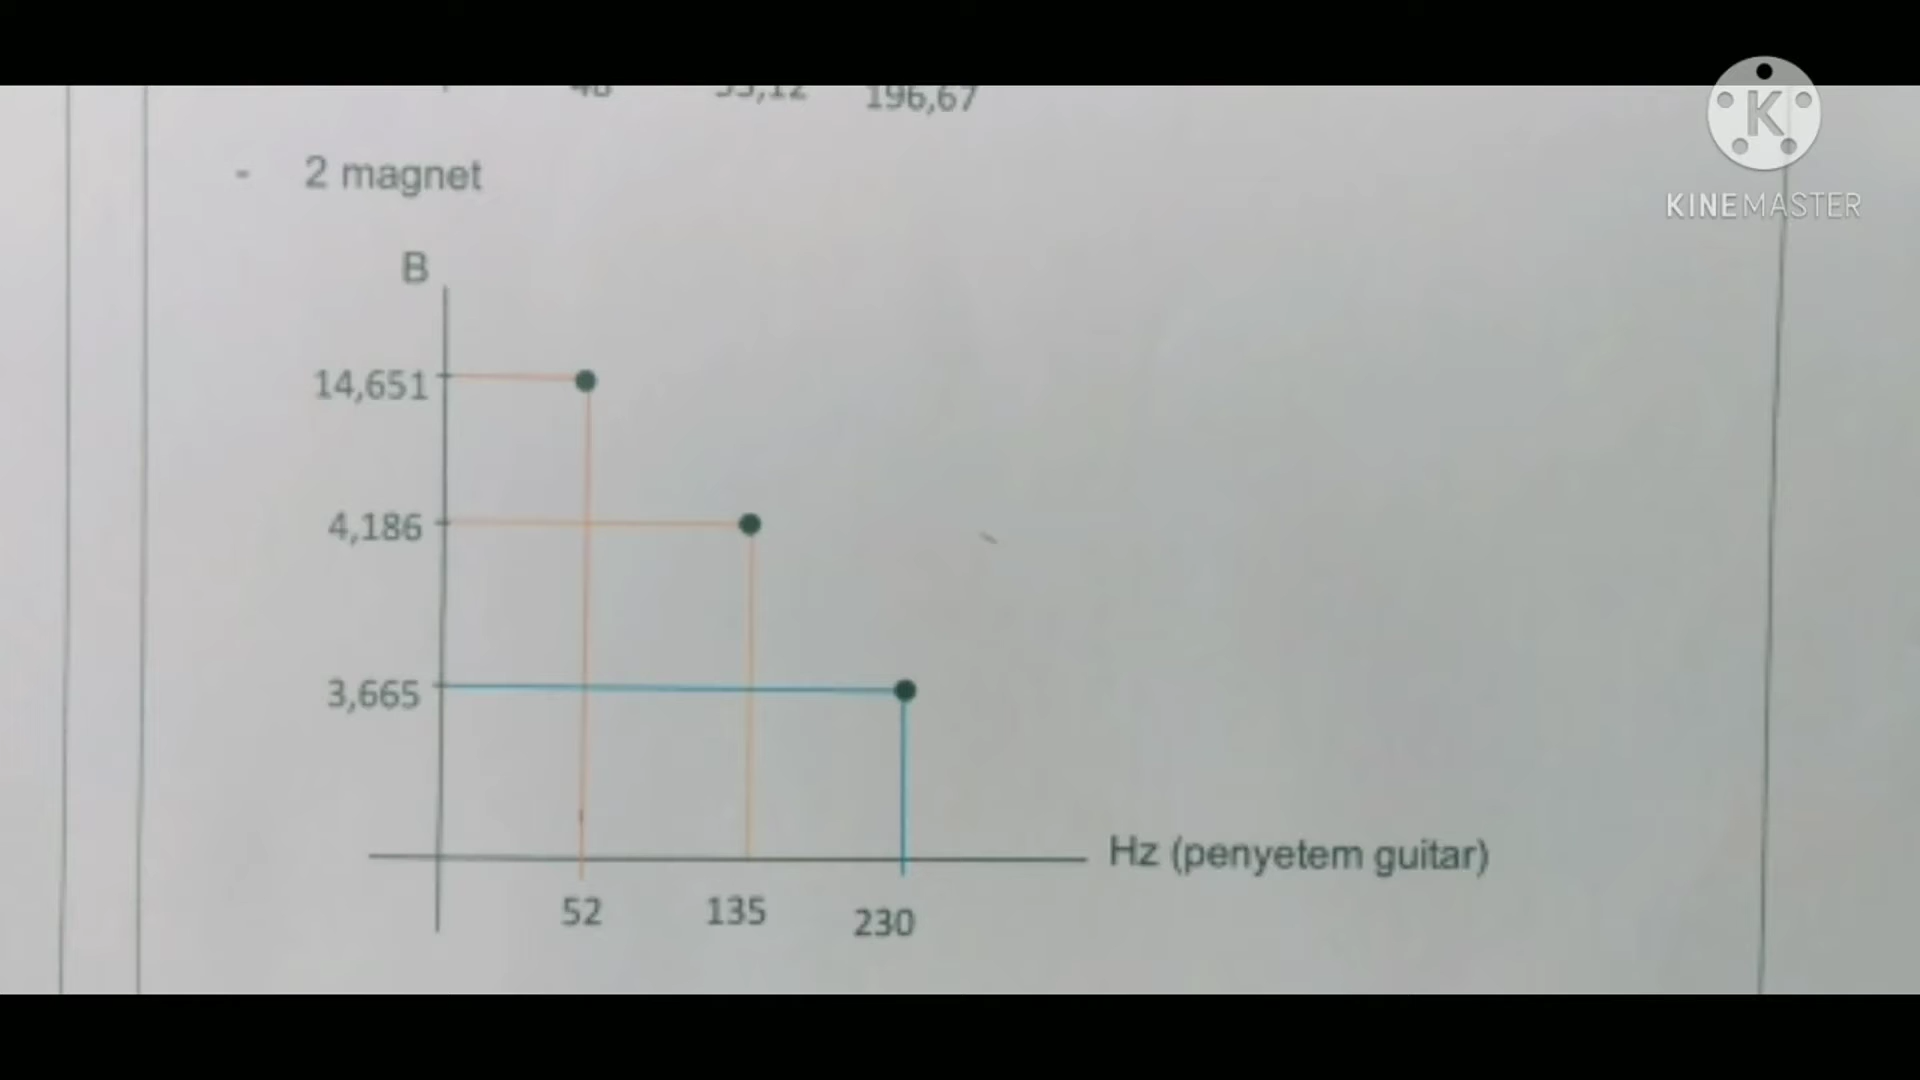 196,67
- 2 magnet
B
14,651
4,186
3,665
Hz (penyetem guitar)
52 135 230
KINEMASTER